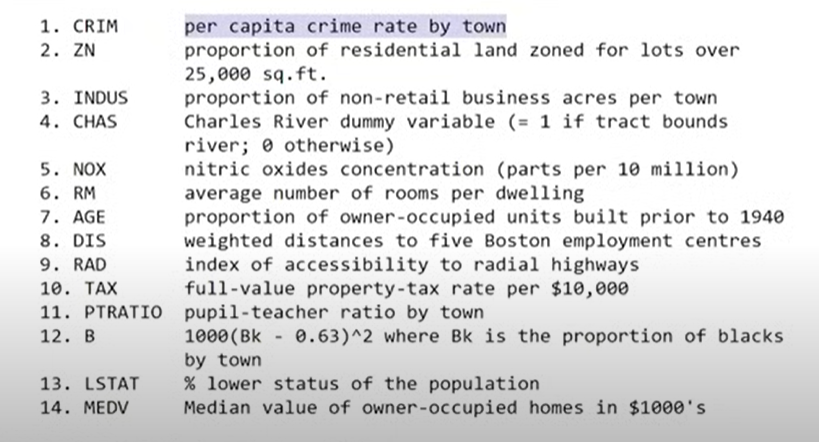 1. CRIM per capita crime rate by town
2. ZN proportion of residential land zoned for lots over
25,000 sq.ft.
3. INDUS proportion of non-retail business acres per town
4. CHAS Charles River dummy variable (= 1 if tract bounds
river; 0 otherwise)
5. NOX nitric oxides concentration (parts per 10 million)
6. RM average number of rooms per dwelling
7. AGE proportion of owner-occupied units built prior to 1940
8. DIS weighted distances to five Boston employment centres
9. RAD index of accessibility to radial highways
10. TAX full-value property-tax rate per $10,000
11. PTRATIO pupil-teacher ratio by town
12. B 1000(Bk - 0.63)^2 where Bk is the proportion of blacks
by town
13. LSTAT % lower status of the population
14. MEDV Median value of owner-occupied homes in $1000's